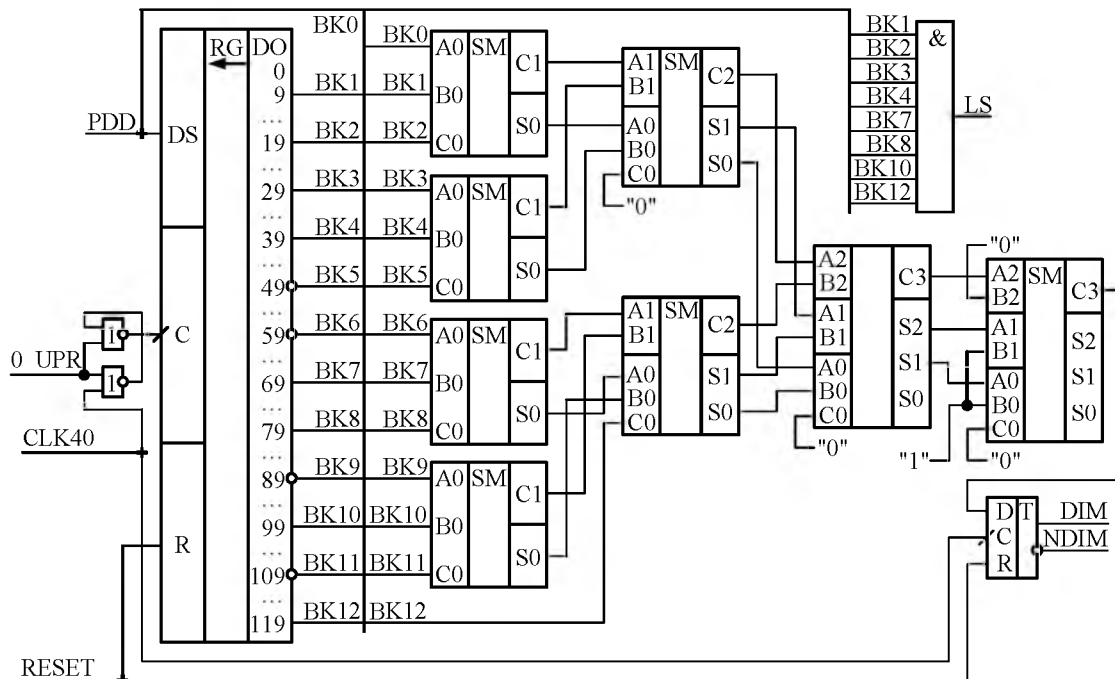 RG
DO
0
9
...
19
...
29
...
39
...
49
...
59
...
69
...
79
...
89
...
99
...
109
...
119
DS
C
R
PDD
0_UPR
1
1
CLK40
RESET
BK0
BK1
BK2
BK3
BK4
BK5
BK6
BK7
BK8
BK9
BK10
BK11
BK12
BK0
BK1
BK2
BK3
BK4
BK5
BK6
BK7
BK8
BK9
BK10
BK11
BK12
A0 SM C1
B0
C0 S0
A0 SM C1
B0
C0 S0
A0 SM C1
B0
C0 S0
A0 SM C1
B0
C0 S0
A1 SM C2
B1
A0 S1
B0 S0
C0
"0"
A1 SM C2
B1
A0 S1
B0
C0 S0
BK1
BK2
BK3
BK4
BK7
BK8
BK10
BK12
&
LS
A2 C3
B2
A1 S2
B1 S1
A0
B0 S0
C0
"0"
"0"
A2 SM C3
B2
A1 S2
B1
A0 S1
B0 S0
C0
"1"
"0"
D T
C
R
DIM
NDIM